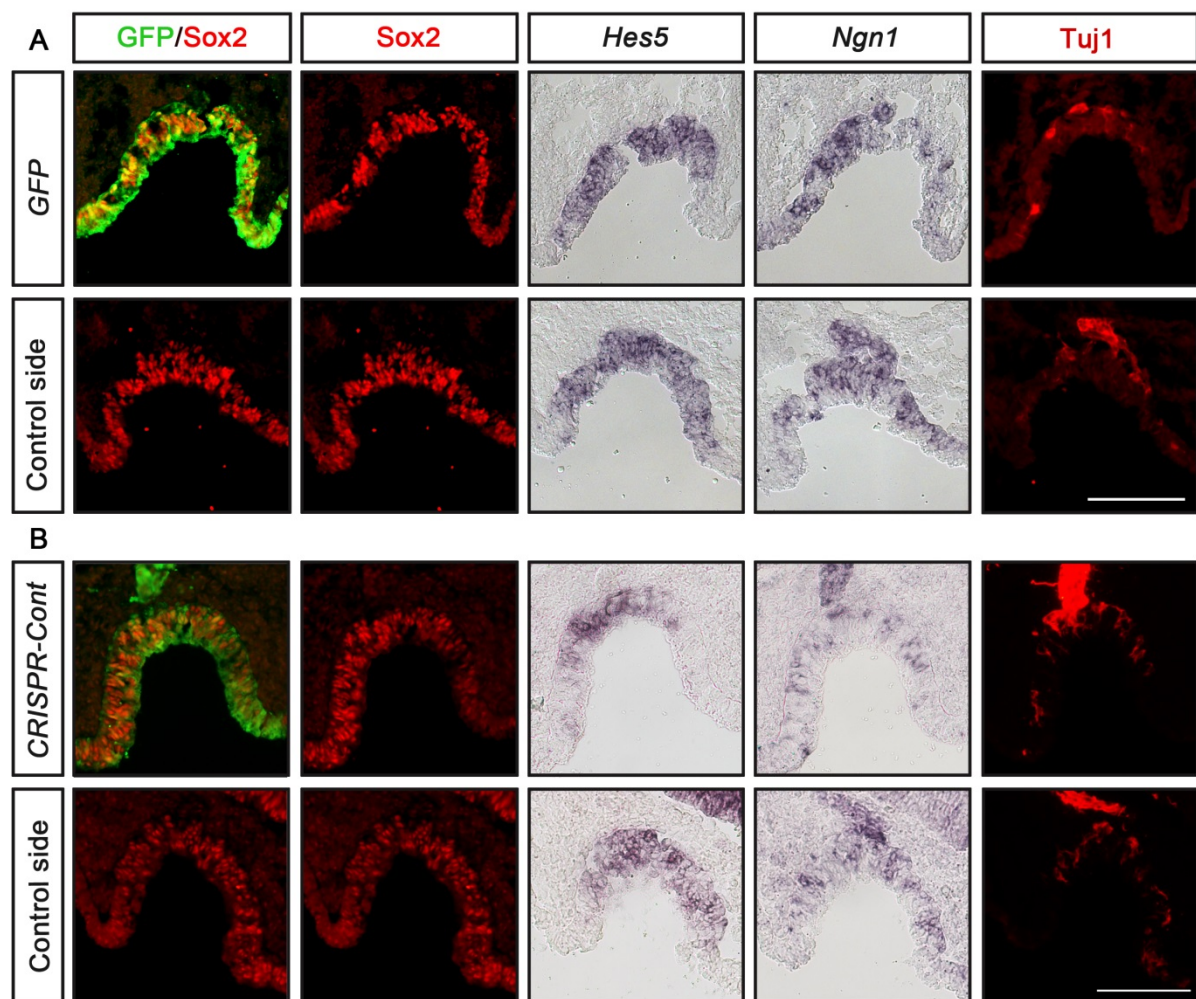 A
GFP/Sox2
Sox2
Hes5
Ngn1
Tuj1
GFP
Control side
B
CRISPR-Cont
Control side